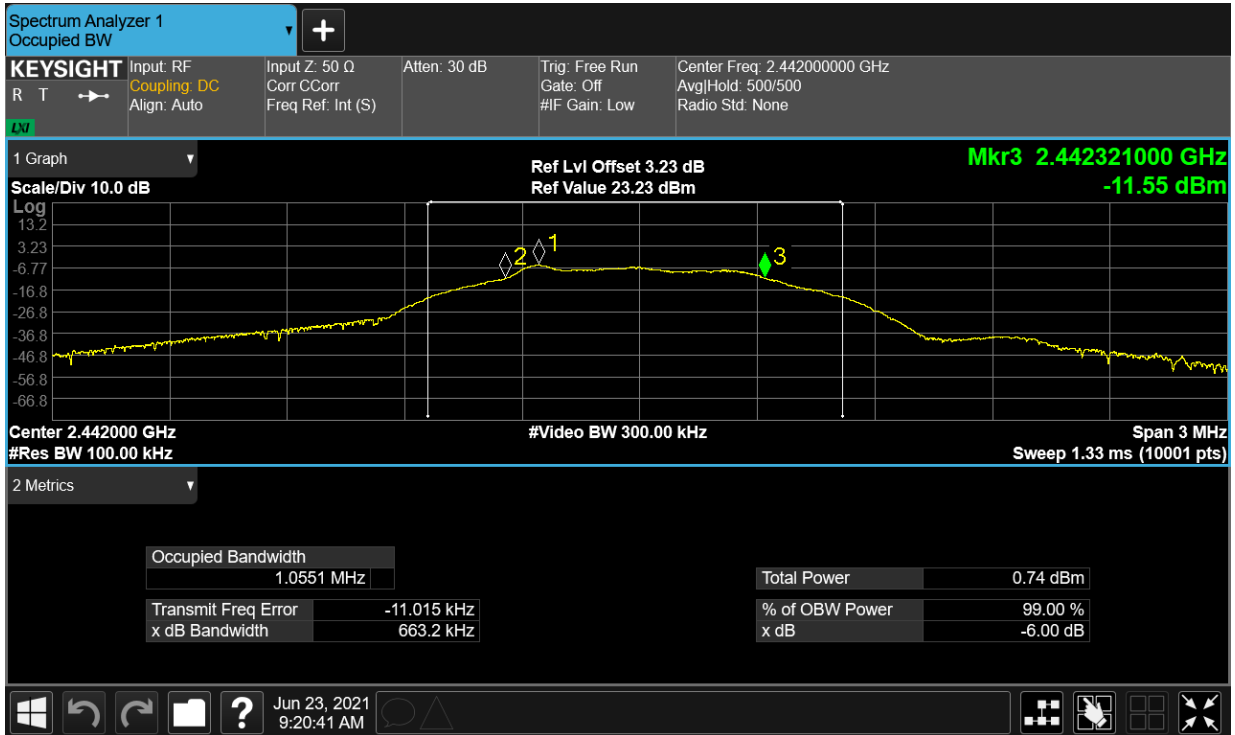 Spectrum Analyzer 1
Occupied BW
KEYSIGHT
R T
LXI
Input: RF
Coupling: DC
Align: Auto
Input Z: 50 Ω
Corr CCorr
Freq Ref: Int (S)
Atten: 30 dB
Trig: Free Run
Gate: Off
#IF Gain: Low
Center Freq: 2.442000000 GHz
Avg|Hold: 500/500
Radio Std: None
1 Graph
Scale/Div 10.0 dB
Ref Lvl Offset 3.23 dB
Ref Value 23.23 dBm
Mkr3 2.442321000 GHz
-11.55 dBm
Log
13.2
3.23
-6.77
-16.8
-26.8
-36.8
-46.8
-56.8
-66.8
2
1
3
Center 2.442000 GHz
#Res BW 100.00 kHz
#Video BW 300.00 kHz
Span 3 MHz
Sweep 1.33 ms (10001 pts)
2 Metrics
Occupied Bandwidth
1.0551 MHz
Transmit Freq Error -11.015 kHz
x dB Bandwidth 663.2 kHz
Total Power 0.74 dBm
% of OBW Power 99.00 %
x dB -6.00 dB
?
Jun 23, 2021
9:20:41 AM